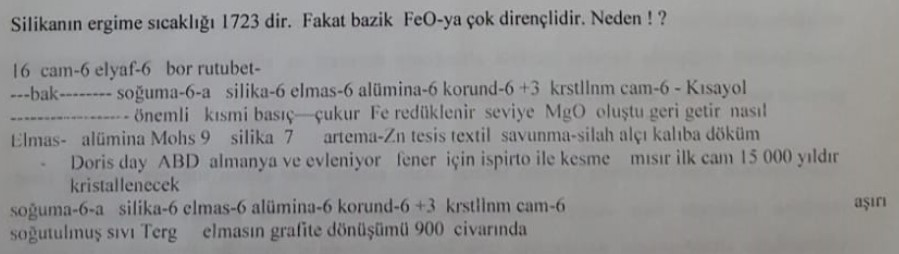 Silikanın ergime sıcaklığı 1723 dir. Fakat bazik FeO-ya çok dirençlidir. Neden ! ?
16 cam-6 elyaf-6 bor rutubet-
---bak-------- soğuma-6-a silika-6 elmas-6 alümina-6 korund-6 +3 krstllnm cam-6 - Kısayol
------------------ önemli kısmi basıç---çukur Fe redüklenir seviye MgO oluştu geri getir nasıl
Elmas- alümina Mohs 9 silika 7 artema-Zn tesis textil savunma-silah alçı kalıba döküm
- Doris day ABD almanya ve evleniyor fener için ispirto ile kesme mısır ilk cam 15 000 yıldır
kristallenecek
soğuma-6-a silika-6 elmas-6 alümina-6 korund-6 +3 krstllnm cam-6 aşırı
soğutulmuş sıvı Terg elmasın grafite dönüşümü 900 civarında